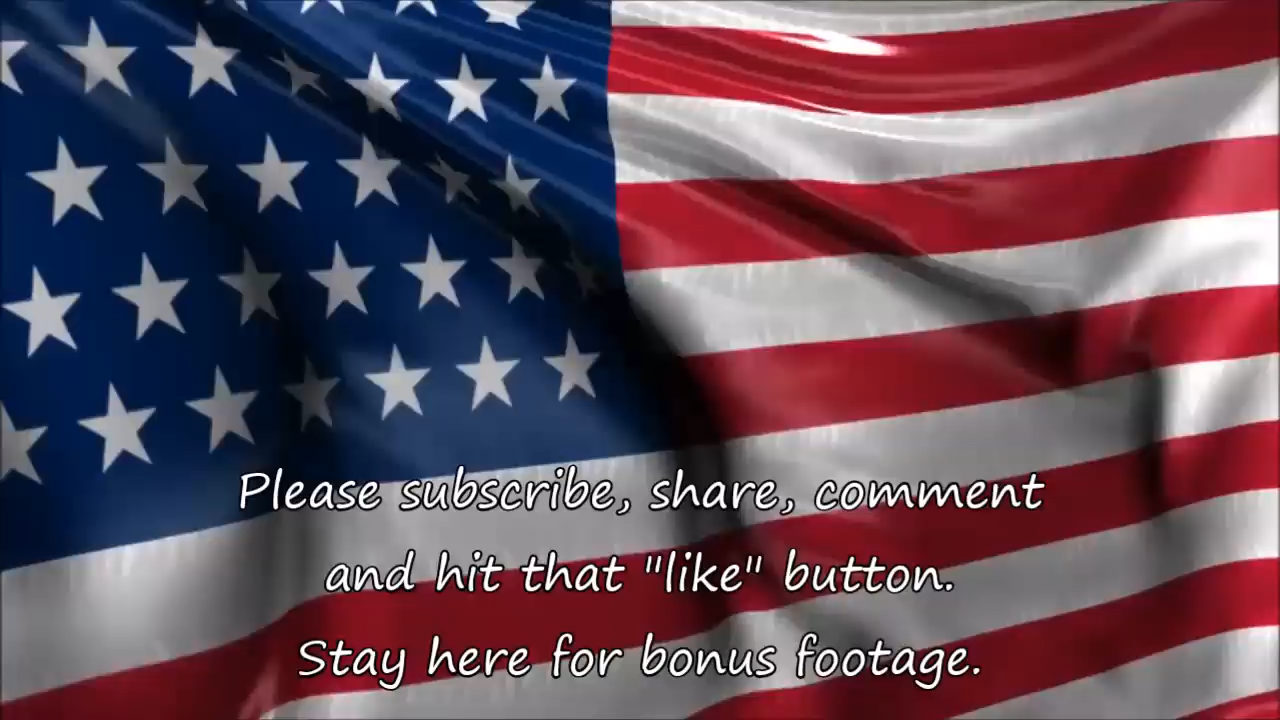 Please subscribe, share, comment
and hit that "like" button.
Stay here for bonus footage.